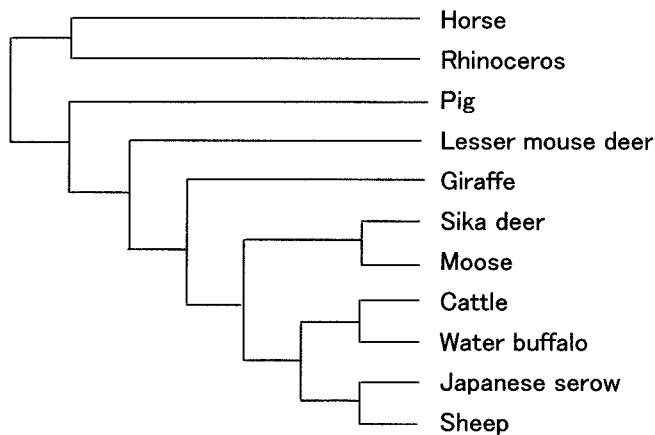 Horse
Rhinoceros
Pig
Lesser mouse deer
Giraffe
Sika deer
Moose
Cattle
Water buffalo
Japanese serow
Sheep